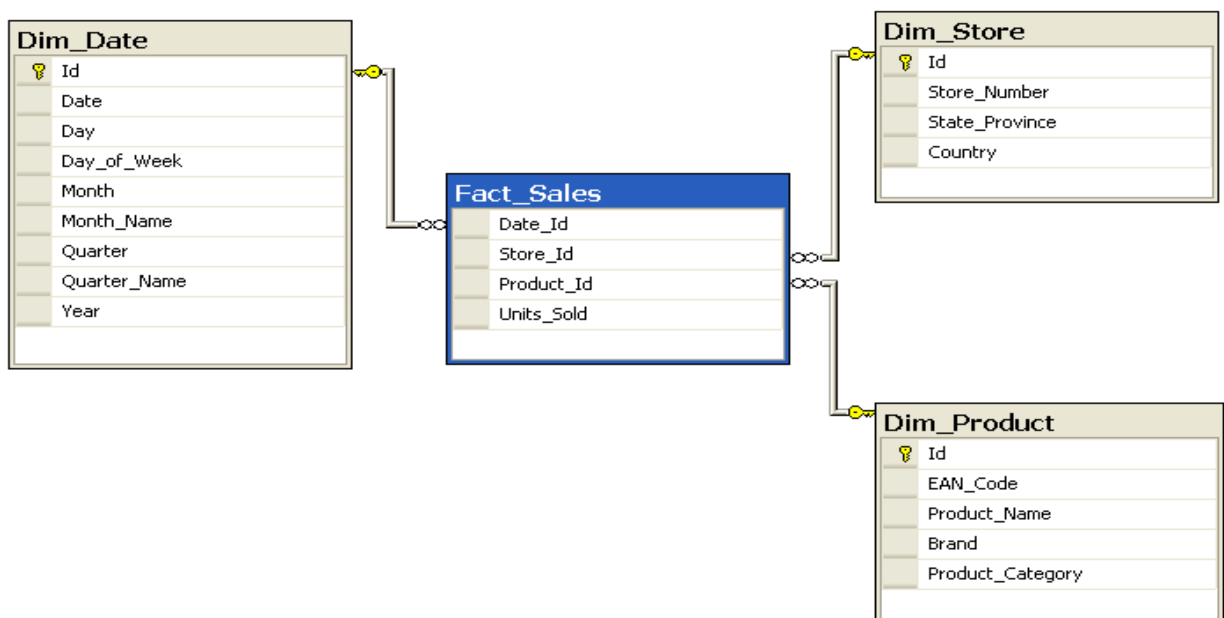 Dim_Date
Id
Date
Day
Day_of_Week
Month
Month_Name
Quarter
Quarter_Name
Year
Fact_Sales
Date_Id
Store_Id
Product_Id
Units_Sold
Dim_Store
Id
Store_Number
State_Province
Country
Dim_Product
Id
EAN_Code
Product_Name
Brand
Product_Category